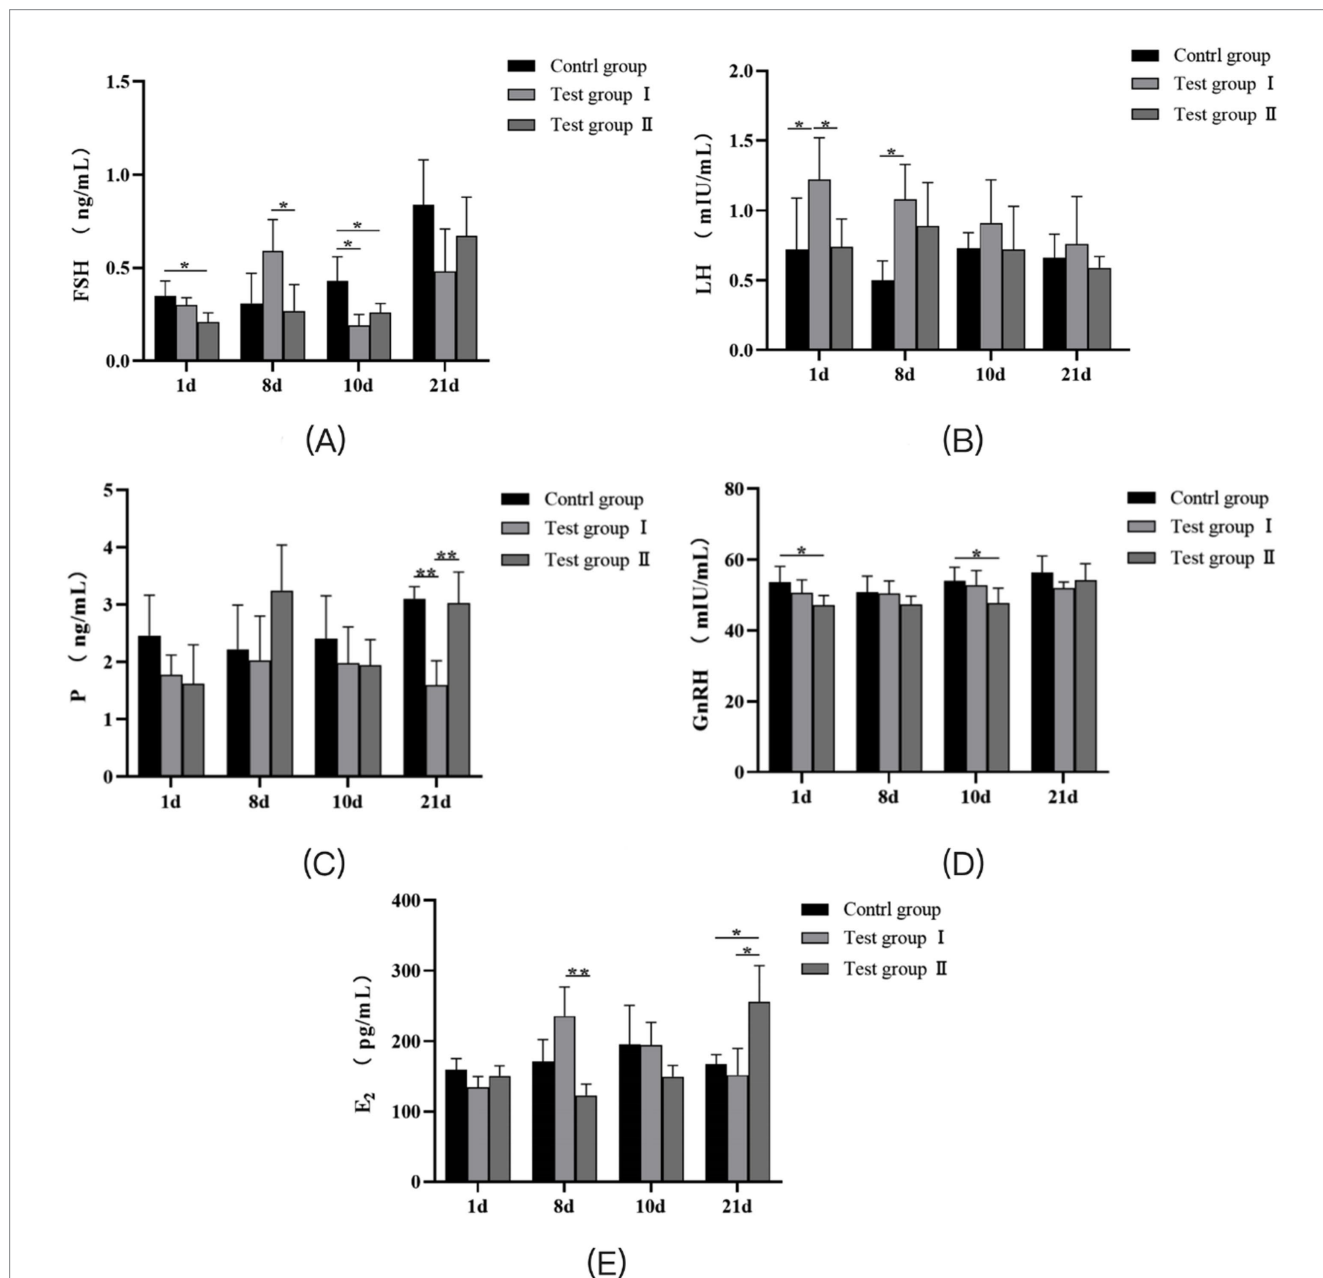 Contrl group
Test group Ⅰ
Test group Ⅱ
FSH （ng/mL）
1.5
1.0
0.5
0.0
*
*
*
*
1d 8d 10d 21d
(A)
Contrl group
Test group Ⅰ
Test group Ⅱ
LH （mIU/mL）
2.0
1.5
1.0
0.5
0.0
* *
*
1d 8d 10d 21d
(B)
Contrl group
Test group Ⅰ
Test group Ⅱ
P （ng/mL）
5
4
3
2
1
0
**
**
1d 8d 10d 21d
(C)
Contrl group
Test group Ⅰ
Test group Ⅱ
GnRH （mIU/mL）
80
60
40
20
0
* *
1d 8d 10d 21d
(D)
Contrl group
Test group Ⅰ
Test group Ⅱ
E₂ （pg/mL）
400
300
200
100
0
*
*
**
1d 8d 10d 21d
(E)